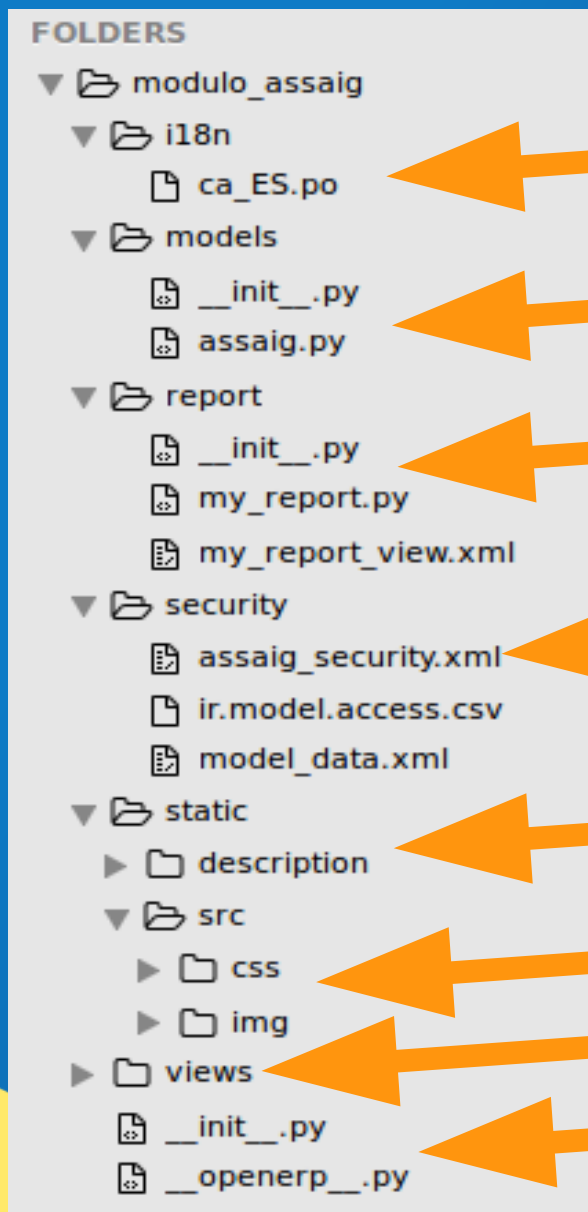 FOLDERS
modulo_assaig
i18n
ca_ES.po
models
__init__.py
assaig.py
report
__init__.py
my_report.py
my_report_view.xml
security
assaig_security.xml
ir.model.access.csv
model_data.xml
static
description
src
css
img
views
__init__.py
__openerp__.py